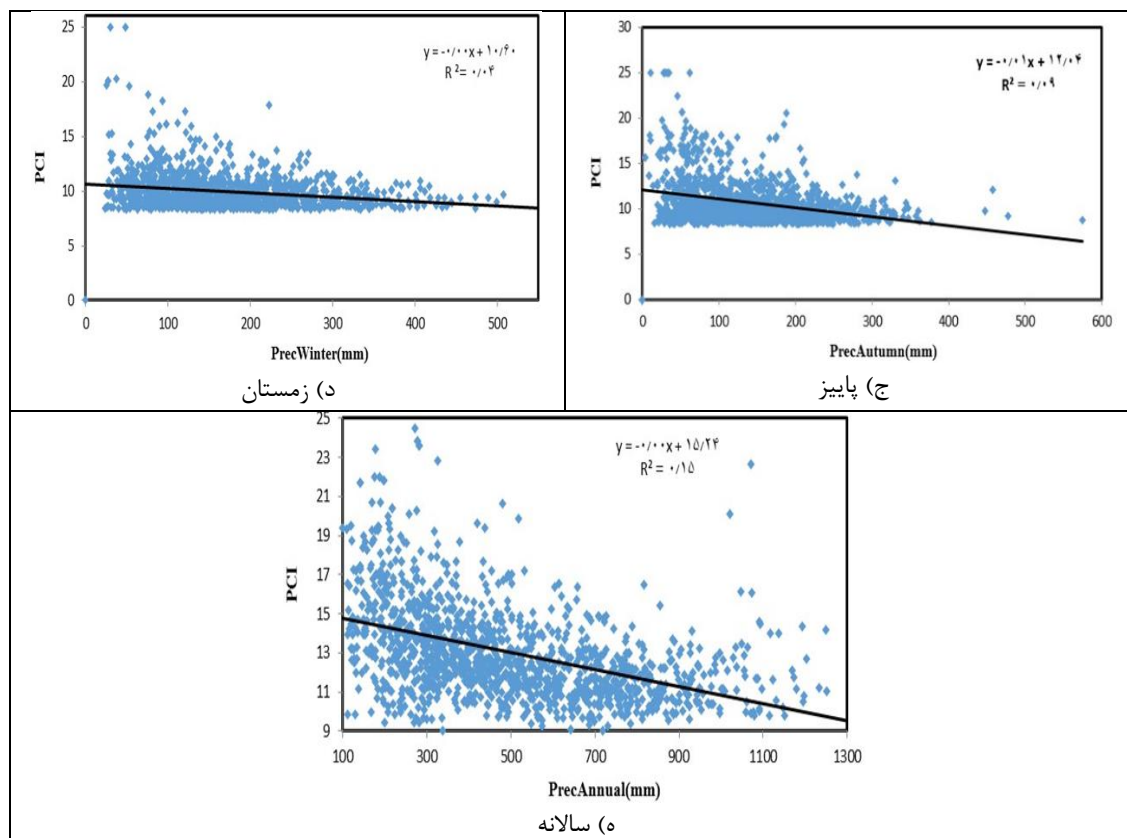 25
20
15
10
5
0
PCI
y = -۰/۰۰x + ۱۰/۶۰
R² = ۰/۰۴
0 100 200 300 400 500
PrecWinter(mm)
د) زمستان
30
25
20
15
10
5
0
PCI
y = -۰/۰۱x + ۱۲/۰۴
R² = ۰/۰۹
0 100 200 300 400 500 600
PrecAutumn(mm)
ج) پاییز
25
23
21
19
17
15
13
11
9
PCI
y = -۰/۰۰x + ۱۵/۲۴
R² = ۰/۱۵
100 300 500 700 900 1100 1300
PrecAnnual(mm)
ه) سالانه